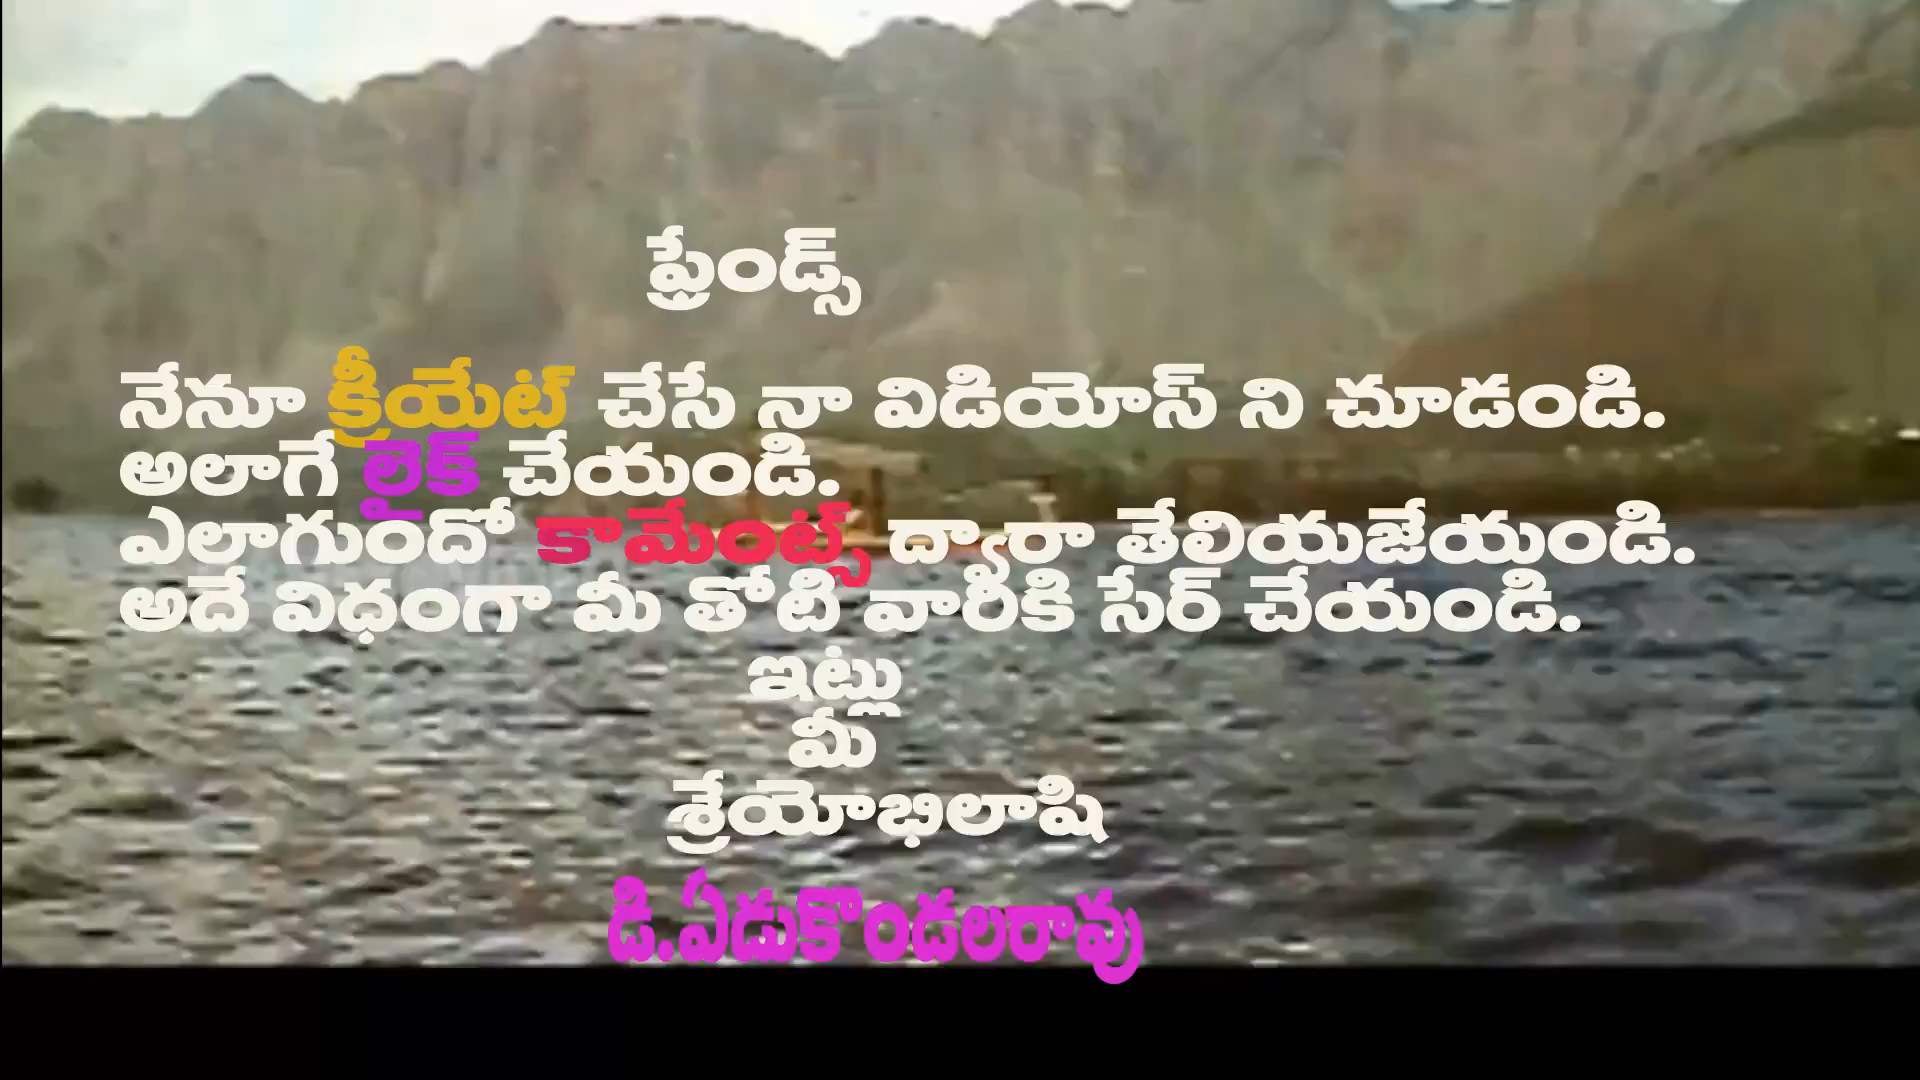 ఫ్రేండ్స్
నేనూ క్రీయేట్ చేసే నా విడియోస్ ని చూడండి.
అలాగే లైక్ చేయండి.
ఎలాగుందో కామేంట్స్ ద్వారా తేలియజేయండి.
అదే విధంగా మీ తోటి వారికి సేర్ చేయండి.
ఇట్లు
మీ
శ్రేయోభిలాషి
డి.ఏడుకొండలరావు